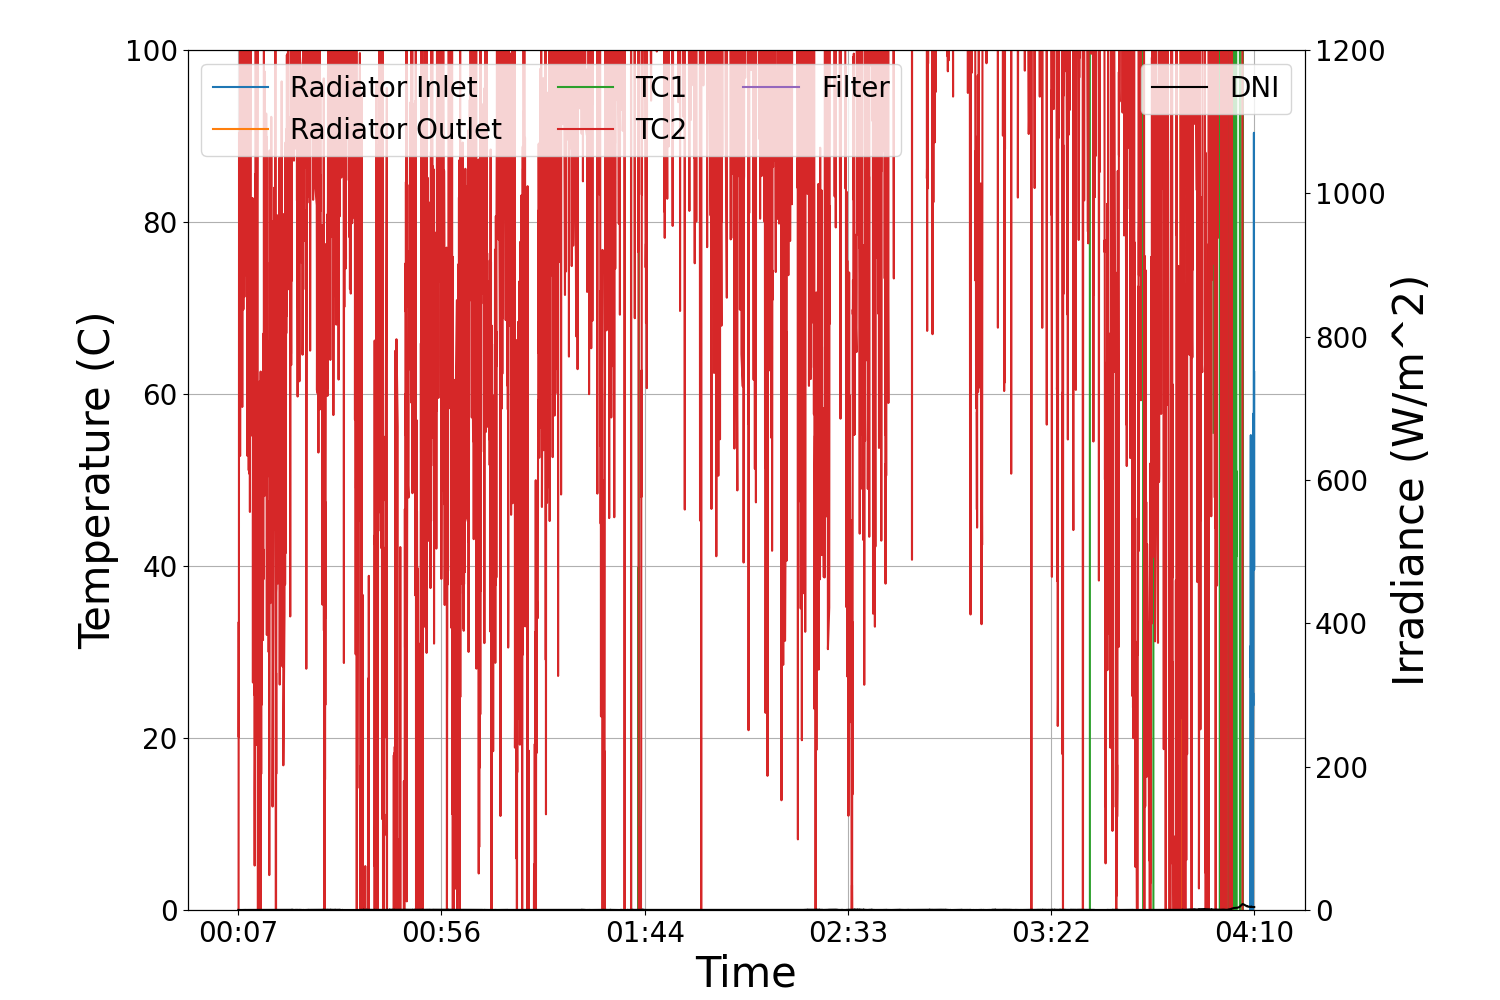 Radiator Inlet
Radiator Outlet
TC1
TC2
Filter
DNI
Temperature (C)
100
80
60
40
20
0
1200
1000
800
600
400
200
0
Irradiance (W/m^2)
00:07 00:56 01:44 02:33 03:22 04:10
Time